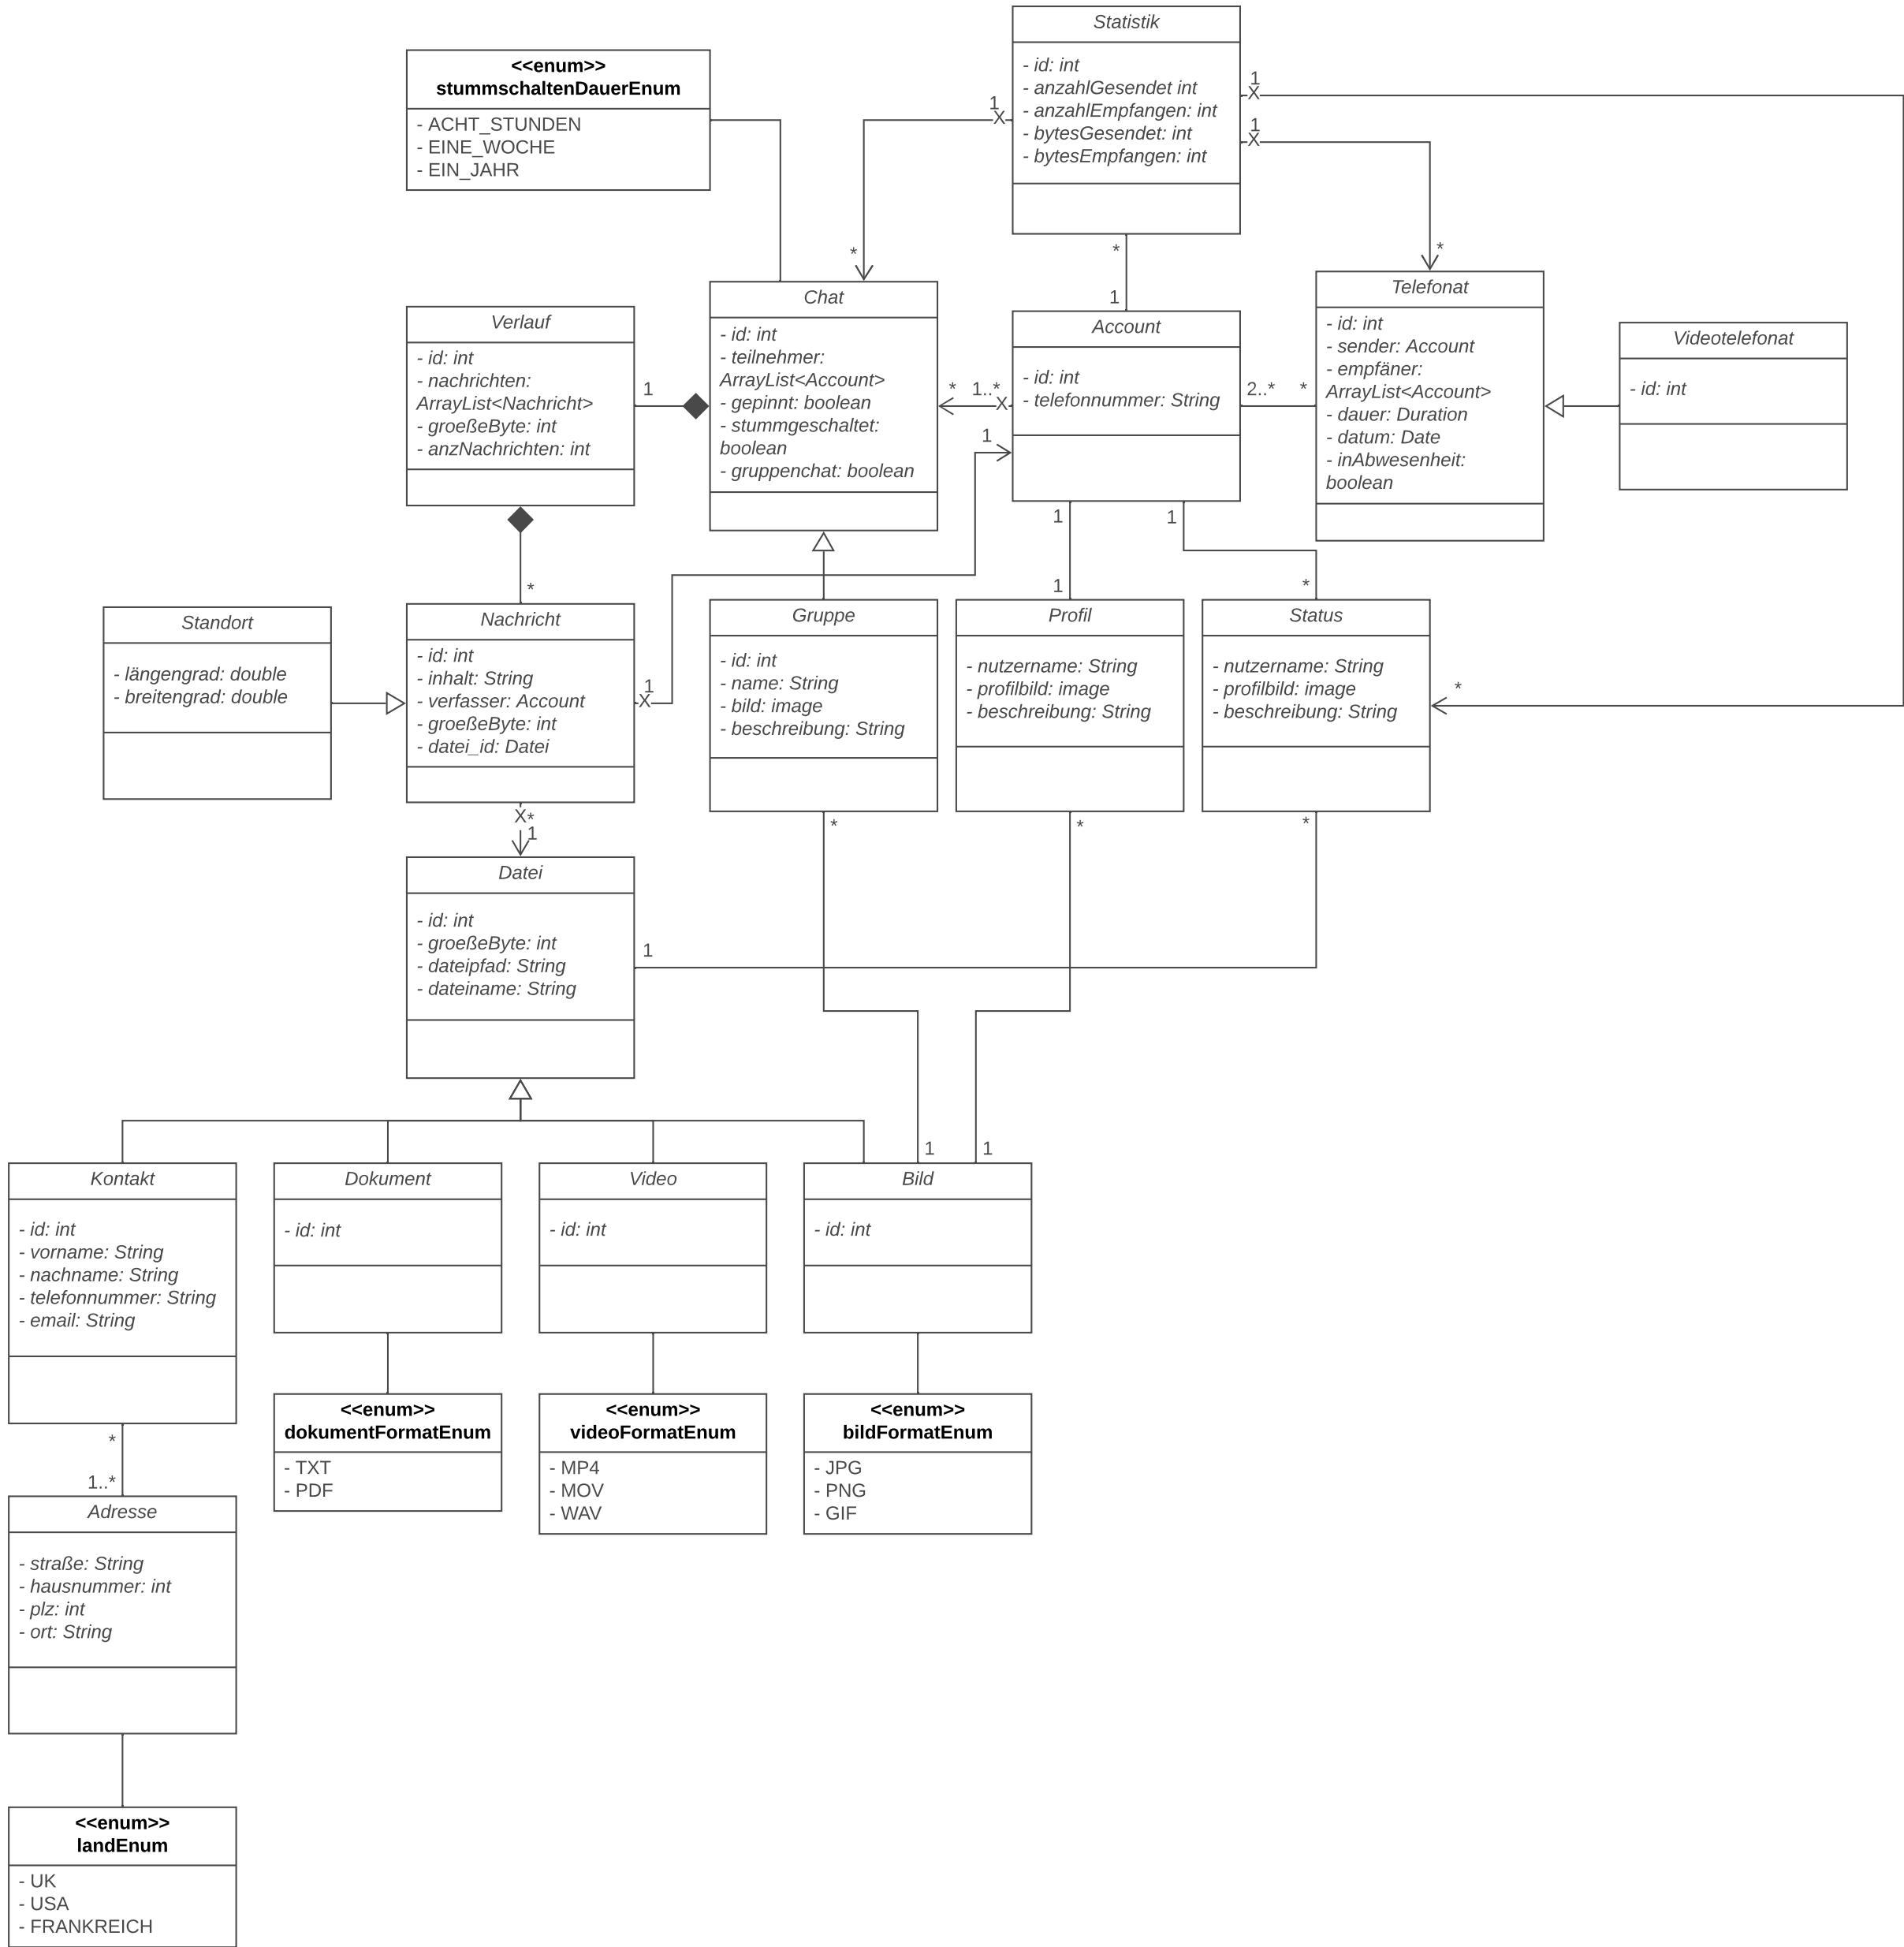 Statistik
- id: int
- anzahlGesendet int
- anzahlEmpfangen: int
- bytesGesendet: int
- bytesEmpfangen: int
<<enum>>
stummschaltenDauerEnum
- ACHT_STUNDEN
- EINE_WOCHE
- EIN_JAHR
1
X
1
X
1
X
*
*
1
*
Verlauf
- id: int
- nachrichten:
ArrayList<Nachricht>
- groeßeByte: int
- anzNachrichten: int
1
Chat
- id: int
- teilnehmer:
ArrayList<Account>
- gepinnt: boolean
- stummgeschaltet:
boolean
- gruppenchat: boolean
*
1..*
X
1
Account
- id: int
- telefonnummer: String
2..*
*
Telefonat
- id: int
- sender: Account
- empfäner:
ArrayList<Account>
- dauer: Duration
- datum: Date
- inAbwesenheit:
boolean
Videotelefonat
- id: int
1
1
1
*
*
Standort
- längengrad: double
- breitengrad: double
Nachricht
- id: int
- inhalt: String
- verfasser: Account
- groeßeByte: int
- datei_id: Datei
1
X
Gruppe
- id: int
- name: String
- bild: image
- beschreibung: String
Profil
- nutzername: String
- profilbild: image
- beschreibung: String
Status
- nutzername: String
- profilbild: image
- beschreibung: String
*
X
*
1
*
*
*
Datei
- id: int
- groeßeByte: int
- dateipfad: String
- dateiname: String
1
1
1
Kontakt
- id: int
- vorname: String
- nachname: String
- telefonnummer: String
- email: String
Dokument
- id: int
Video
- id: int
Bild
- id: int
<<enum>>
dokumentFormatEnum
- TXT
- PDF
<<enum>>
videoFormatEnum
- MP4
- MOV
- WAV
<<enum>>
bildFormatEnum
- JPG
- PNG
- GIF
*
1..*
Adresse
- straße: String
- hausnummer: int
- plz: int
- ort: String
<<enum>>
landEnum
- UK
- USA
- FRANKREICH